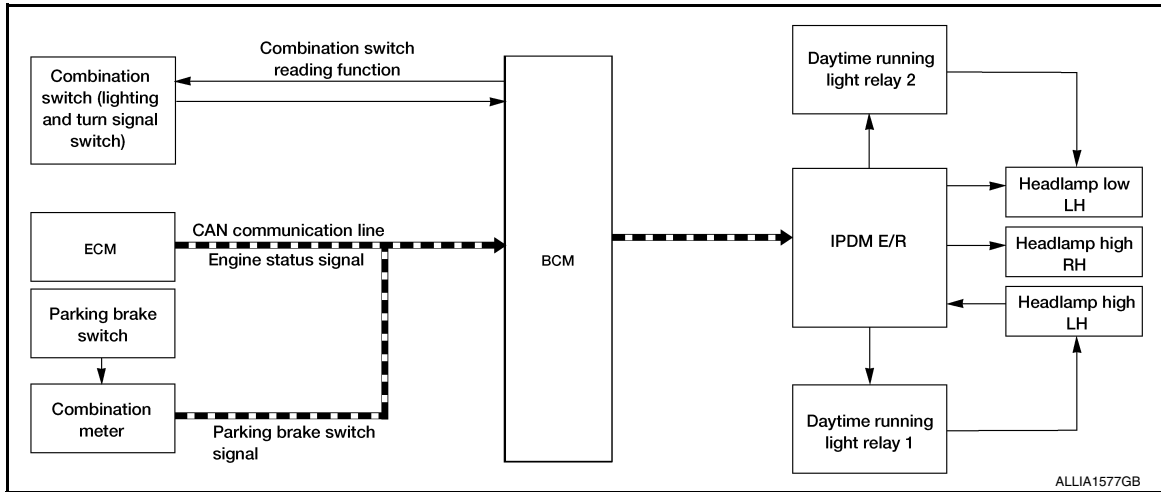 Combination switch
reading function
Combination
switch (lighting
and turn signal
switch)
ECM
CAN communication line
Engine status signal
Parking brake
switch
Combination
meter
Parking brake switch
signal
BCM
Daytime running
light relay 2
IPDM E/R
Headlamp low
LH
Headlamp high
RH
Headlamp high
LH
Daytime running
light relay 1
ALLIA1577GB